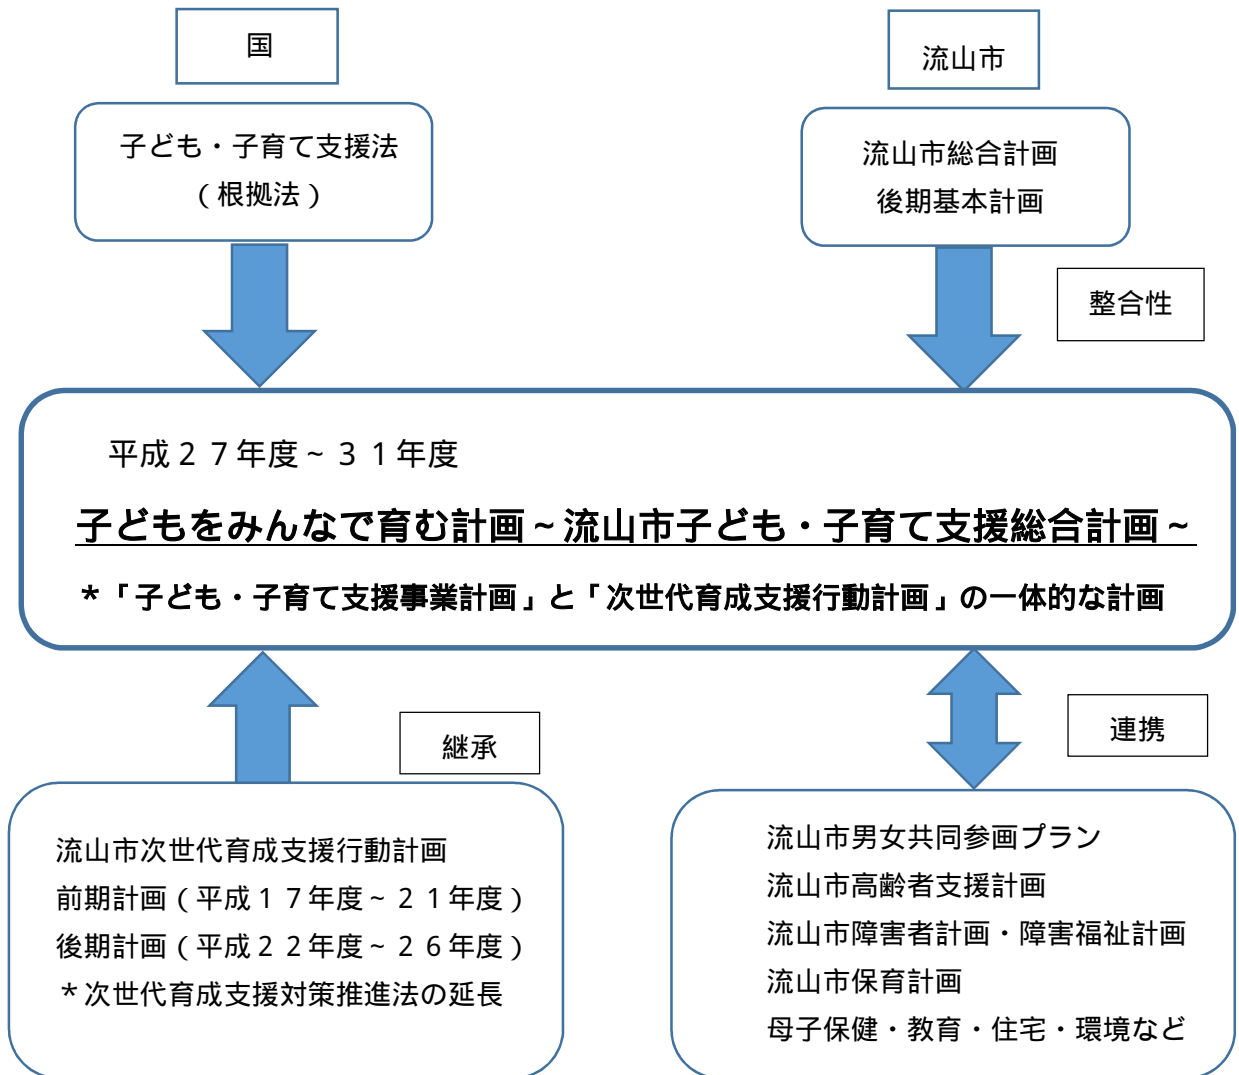 国
流山市
子ども・子育て支援法
（根拠法）
流山市総合計画
後期基本計画
整合性
平成２７年度～３１年度
子どもをみんなで育む計画～流山市子ども・子育て支援総合計画～
＊「子ども・子育て支援事業計画」と「次世代育成支援行動計画」の一体的な計画
継承
連携
流山市次世代育成支援行動計画
前期計画（平成１７年度～２１年度）
後期計画（平成２２年度～２６年度）
＊次世代育成支援対策推進法の延長
流山市男女共同参画プラン
流山市高齢者支援計画
流山市障害者計画・障害福祉計画
流山市保育計画
母子保健・教育・住宅・環境など